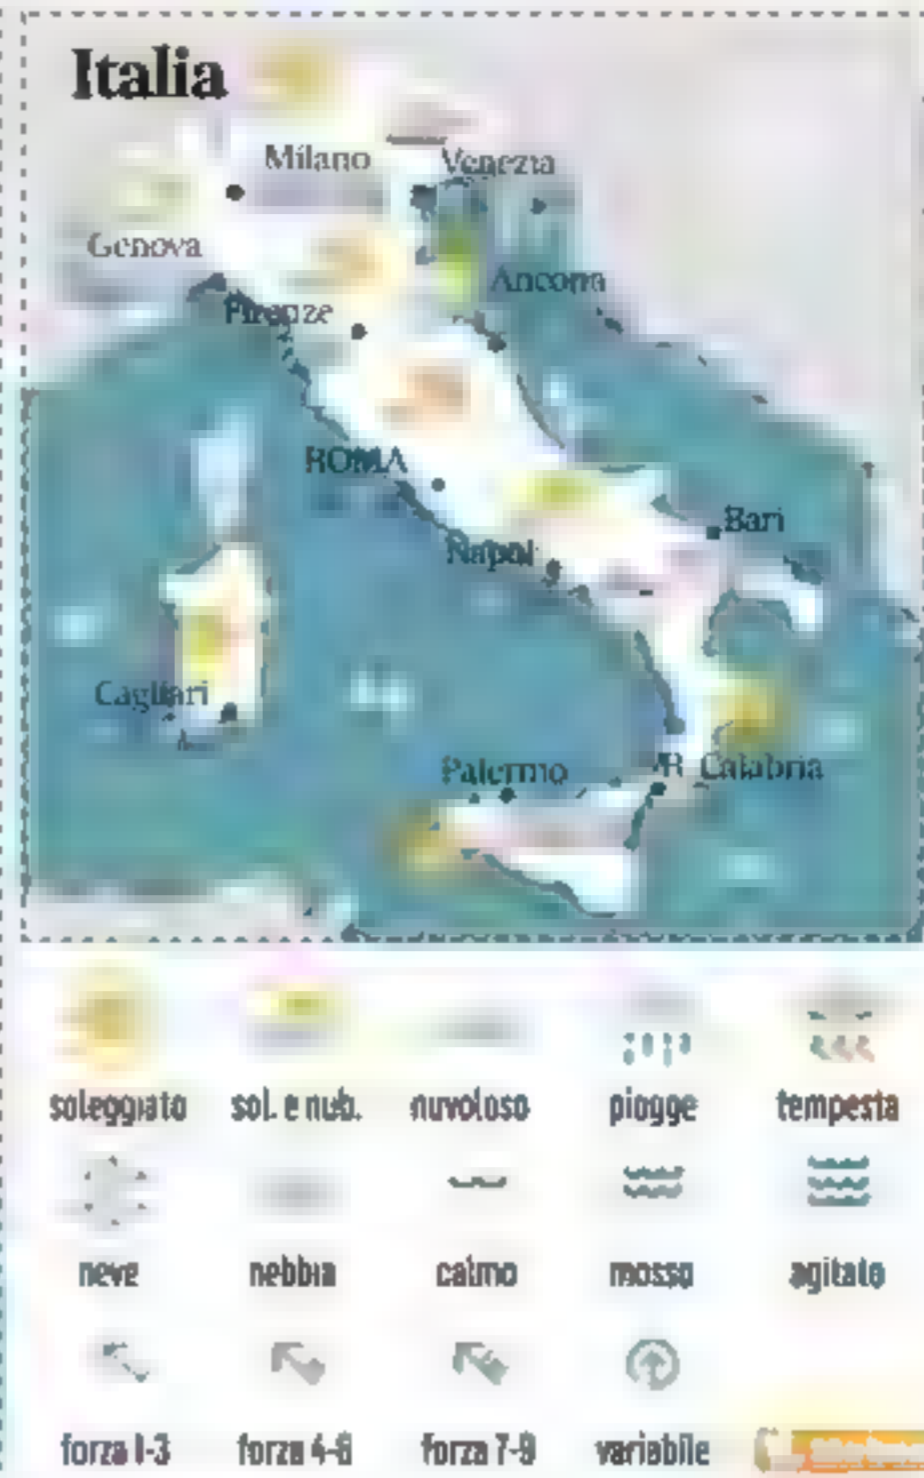 Italia
Milano
Venezia
Genova
Ancona
Firenze
ROMA
Bari
Napoli
Cagliari
Palermo
R. Calabria
soleggiato sol. e nub. nuvoloso piogge tempesta
neve nebbia calmo mosso agitato
forza 1-3 forza 4-6 forza 7-9 variabile